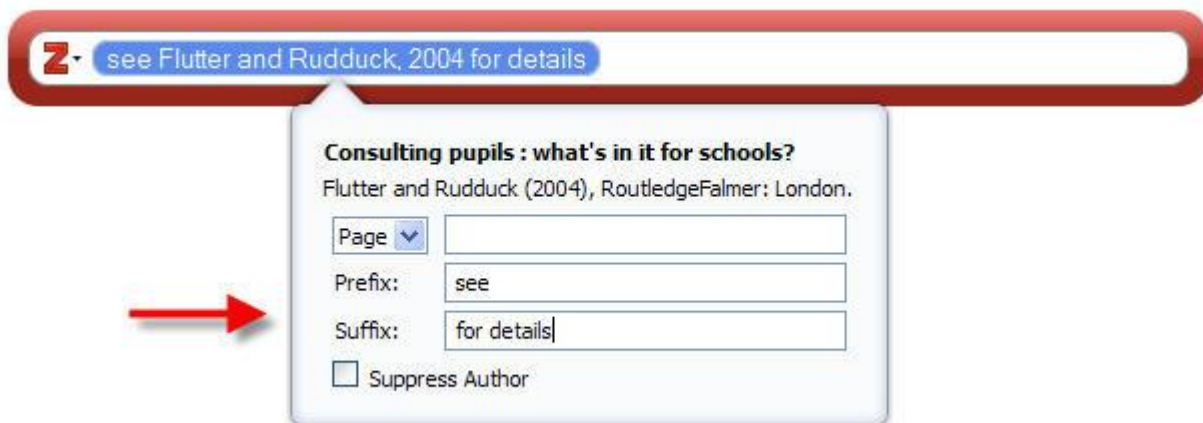 Z see Flutter and Rudduck, 2004 for details
Consulting pupils : what's in it for schools?
Flutter and Rudduck (2004), RoutledgeFalmer: London.
Page
Prefix: see
Suffix: for details
Suppress Author